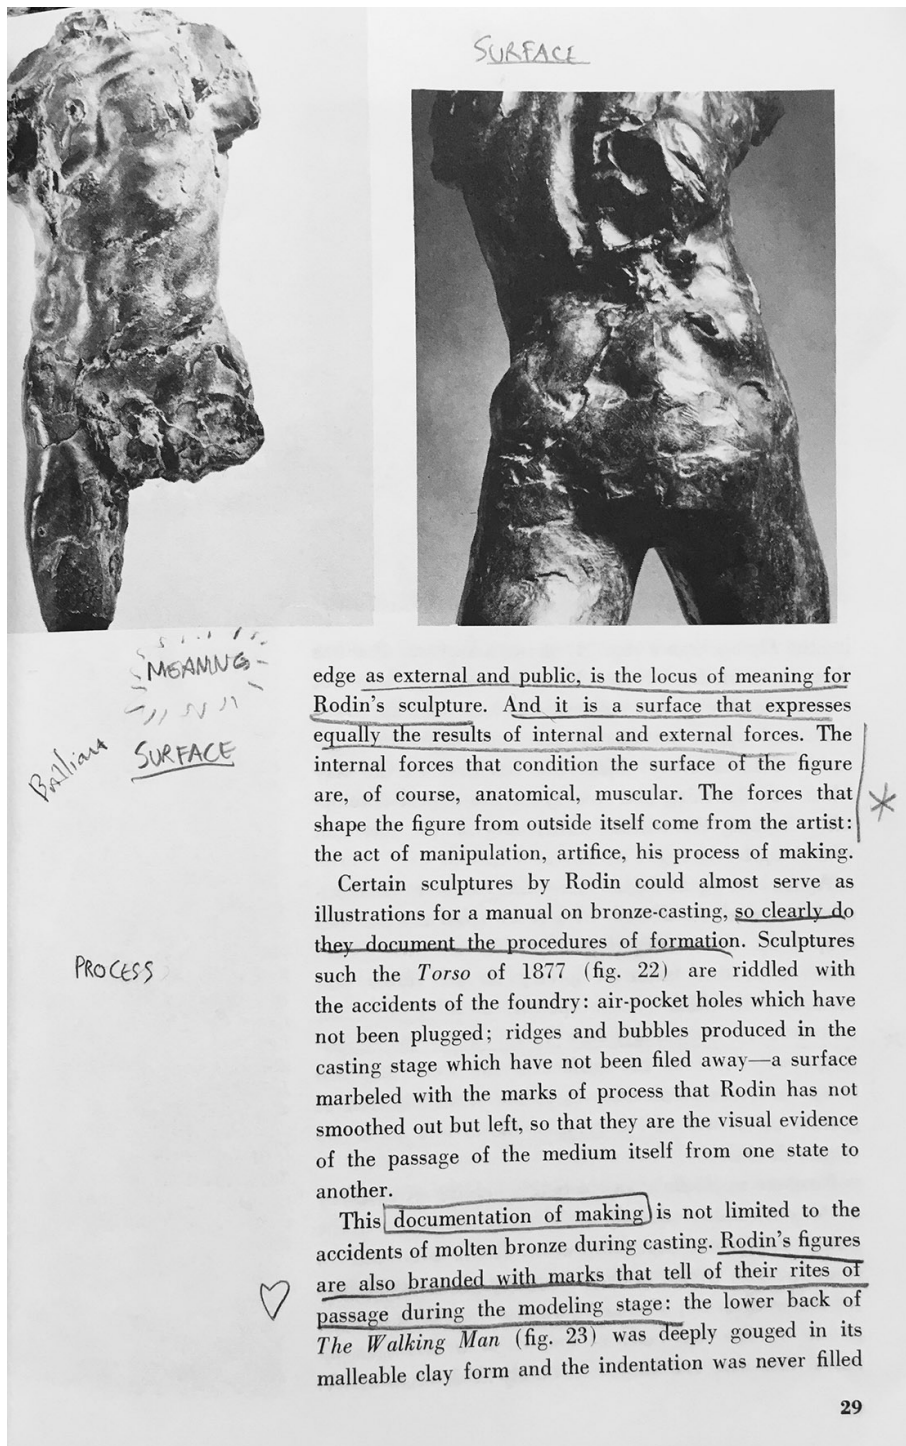 SURFACE
MEANING
Brilliant
SURFACE
edge as external and public, is the locus of meaning for
Rodin's sculpture. And it is a surface that expresses
equally the results of internal and external forces. The
internal forces that condition the surface of the figure
are, of course, anatomical, muscular. The forces that
shape the figure from outside itself come from the artist:
the act of manipulation, artifice, his process of making.
Certain sculptures by Rodin could almost serve as
illustrations for a manual on bronze-casting, so clearly do
they document the procedures of formation. Sculptures
PROCESS
such the Torso of 1877 (fig. 22) are riddled with
the accidents of the foundry: air-pocket holes which have
not been plugged; ridges and bubbles produced in the
casting stage which have not been filed away—a surface
marbeled with the marks of process that Rodin has not
smoothed out but left, so that they are the visual evidence
of the passage of the medium itself from one state to
another.
This documentation of making is not limited to the
accidents of molten bronze during casting. Rodin's figures
are also branded with marks that tell of their rites of
passage during the modeling stage: the lower back of
The Walking Man (fig. 23) was deeply gouged in its
malleable clay form and the indentation was never filled
29